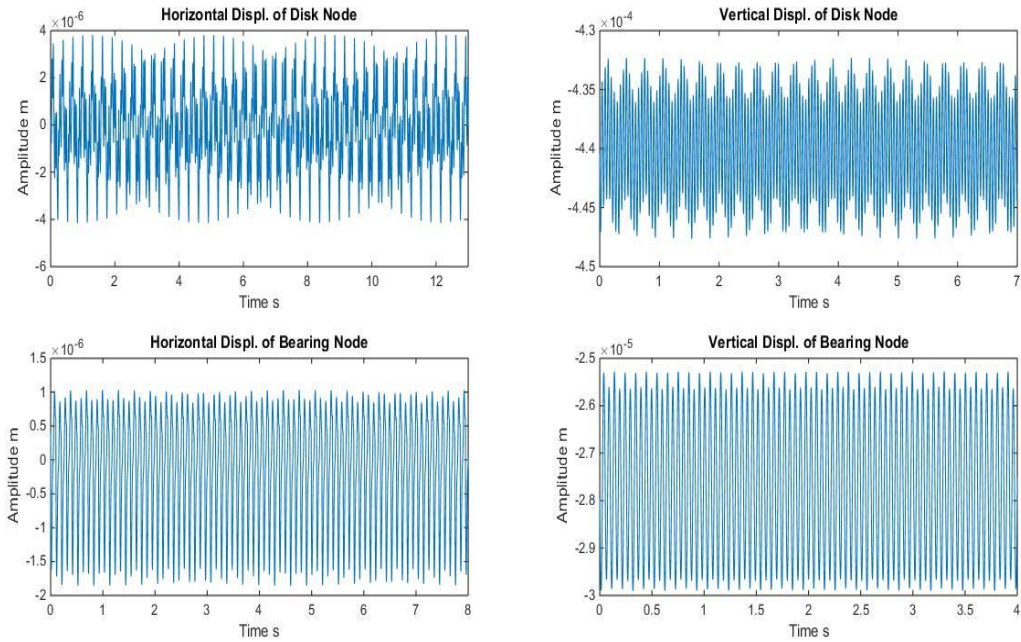 Horizontal Displ. of Disk Node
×10⁻⁶
4
2
0
-2
-4
-6
Amplitude m
0 2 4 6 8 10 12
Time s
Vertical Displ. of Disk Node
×10⁻⁴
-4.3
-4.35
-4.4
-4.45
-4.5
Amplitude m
0 1 2 3 4 5 6 7
Time s
Horizontal Displ. of Bearing Node
×10⁻⁶
1.5
1
0.5
0
-0.5
-1
-1.5
-2
Amplitude m
0 1 2 3 4 5 6 7 8
Time s
Vertical Displ. of Bearing Node
×10⁻⁵
-2.5
-2.6
-2.7
-2.8
-2.9
-3
Amplitude m
0 0.5 1 1.5 2 2.5 3 3.5 4
Time s